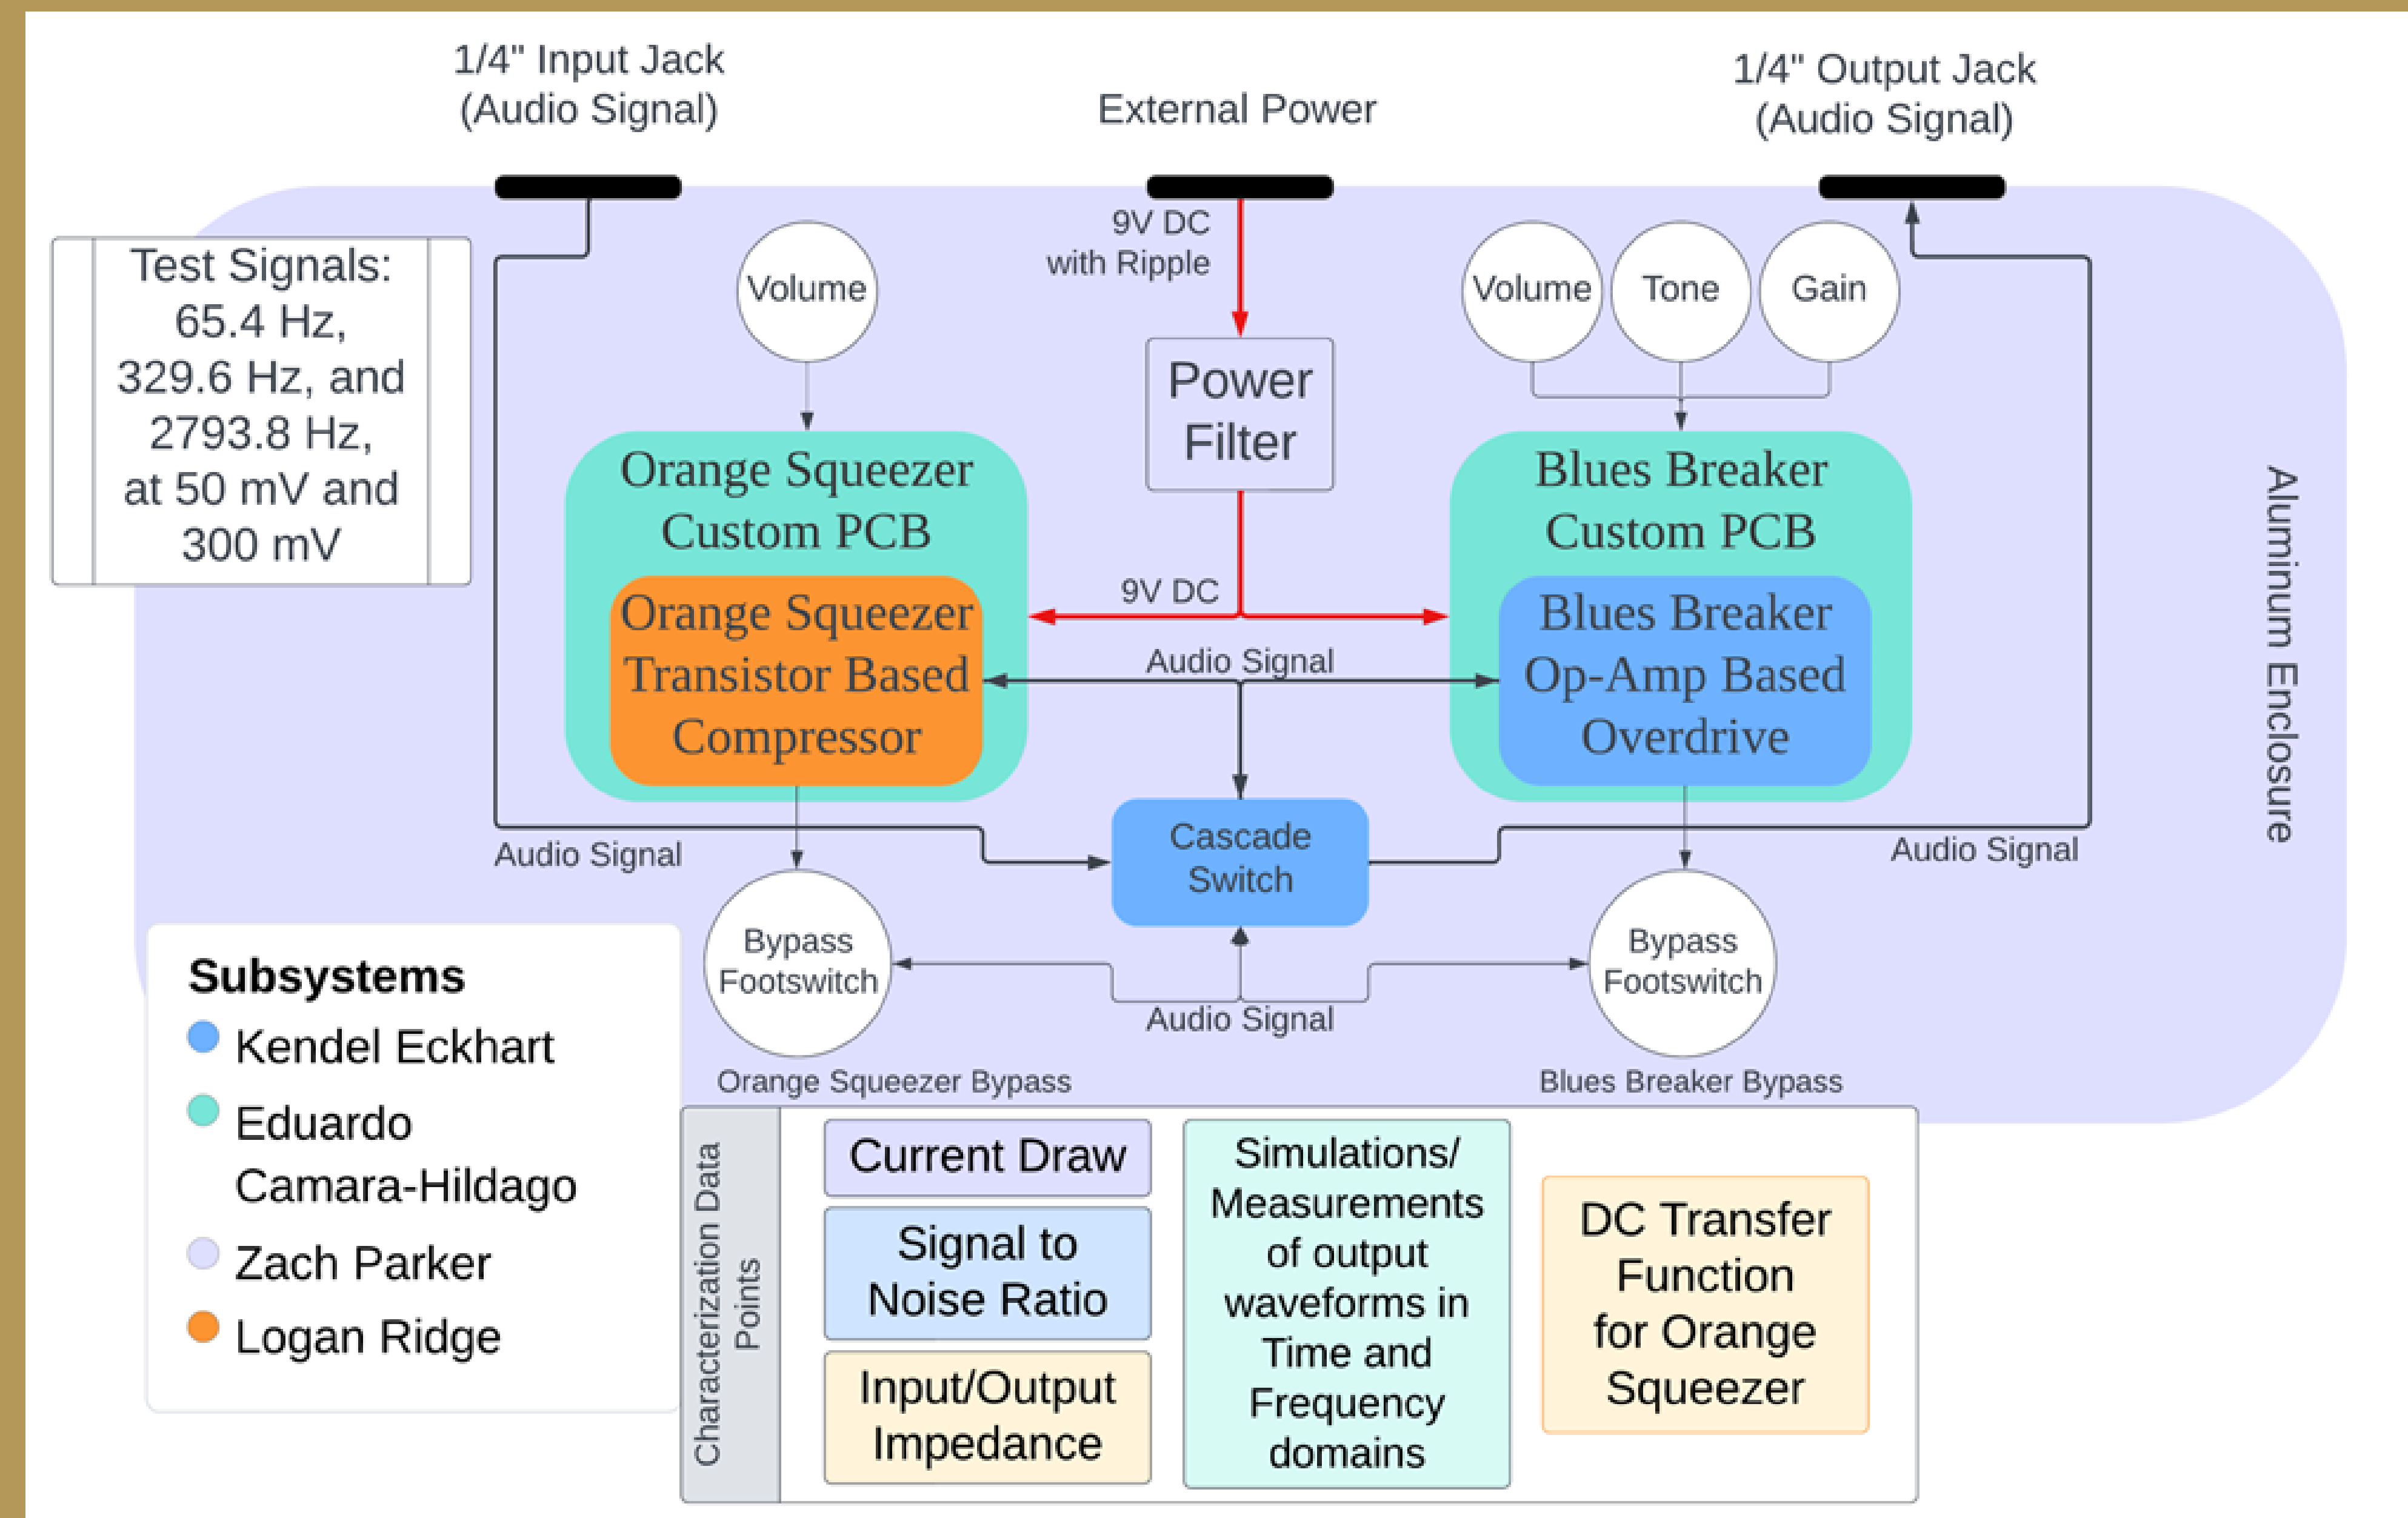 1/4" Input Jack
(Audio Signal)
External Power
1/4" Output Jack
(Audio Signal)
Test Signals:
65.4 Hz,
329.6 Hz, and
2793.8 Hz,
at 50 mV and
300 mV
Volume
9V DC
with Ripple
Volume
Tone
Gain
Power
Filter
Orange Squeezer
Custom PCB
Orange Squeezer
Transistor Based
Compressor
9V DC
Audio Signal
Blues Breaker
Custom PCB
Blues Breaker
Op-Amp Based
Overdrive
Aluminum Enclosure
Audio Signal
Cascade
Switch
Audio Signal
Bypass
Footswitch
Audio Signal
Bypass
Footswitch
Orange Squeezer Bypass
Blues Breaker Bypass
Subsystems
Kendel Eckhart
Eduardo
Camara-Hildago
Zach Parker
Logan Ridge
Characterization Data
Points
Current Draw
Signal to
Noise Ratio
Input/Output
Impedance
Simulations/
Measurements
of output
waveforms in
Time and
Frequency
domains
DC Transfer
Function
for Orange
Squeezer